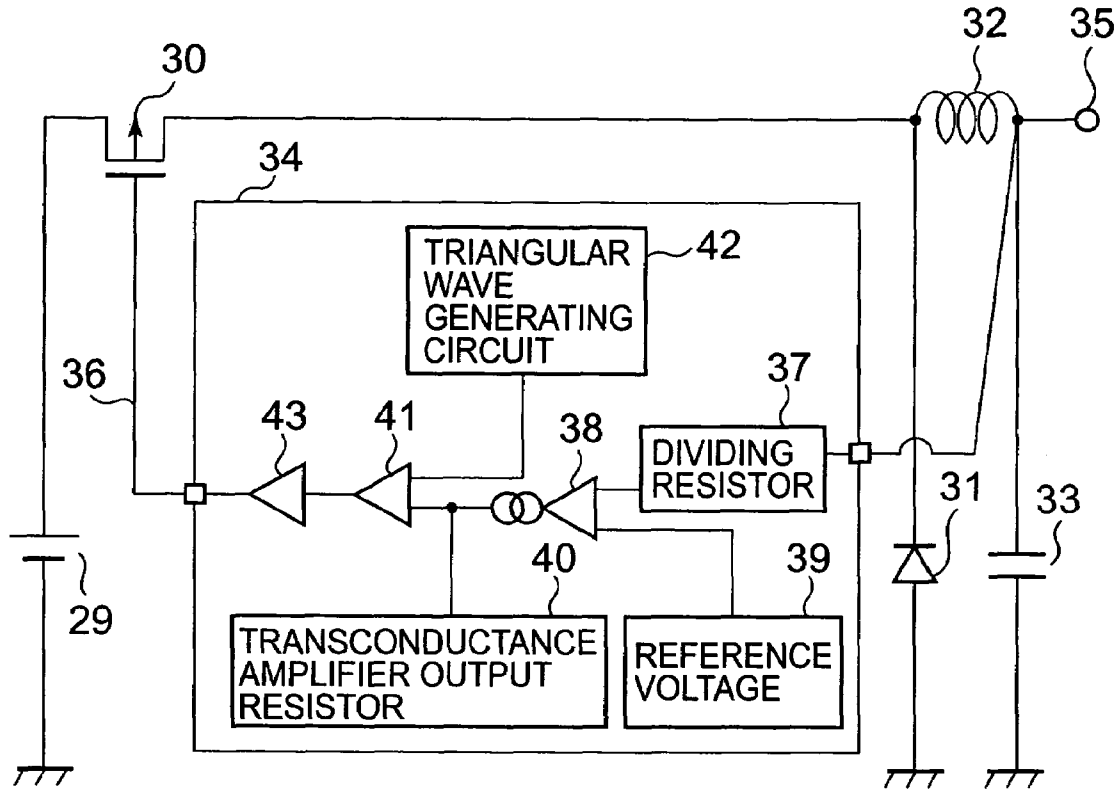 32
35
30
34
TRIANGULAR
WAVE
GENERATING
CIRCUIT
42
36
43
41
38
37
DIVIDING
RESISTOR
31
33
29
40
39
TRANSCONDUCTANCE
AMPLIFIER OUTPUT
RESISTOR
REFERENCE
VOLTAGE